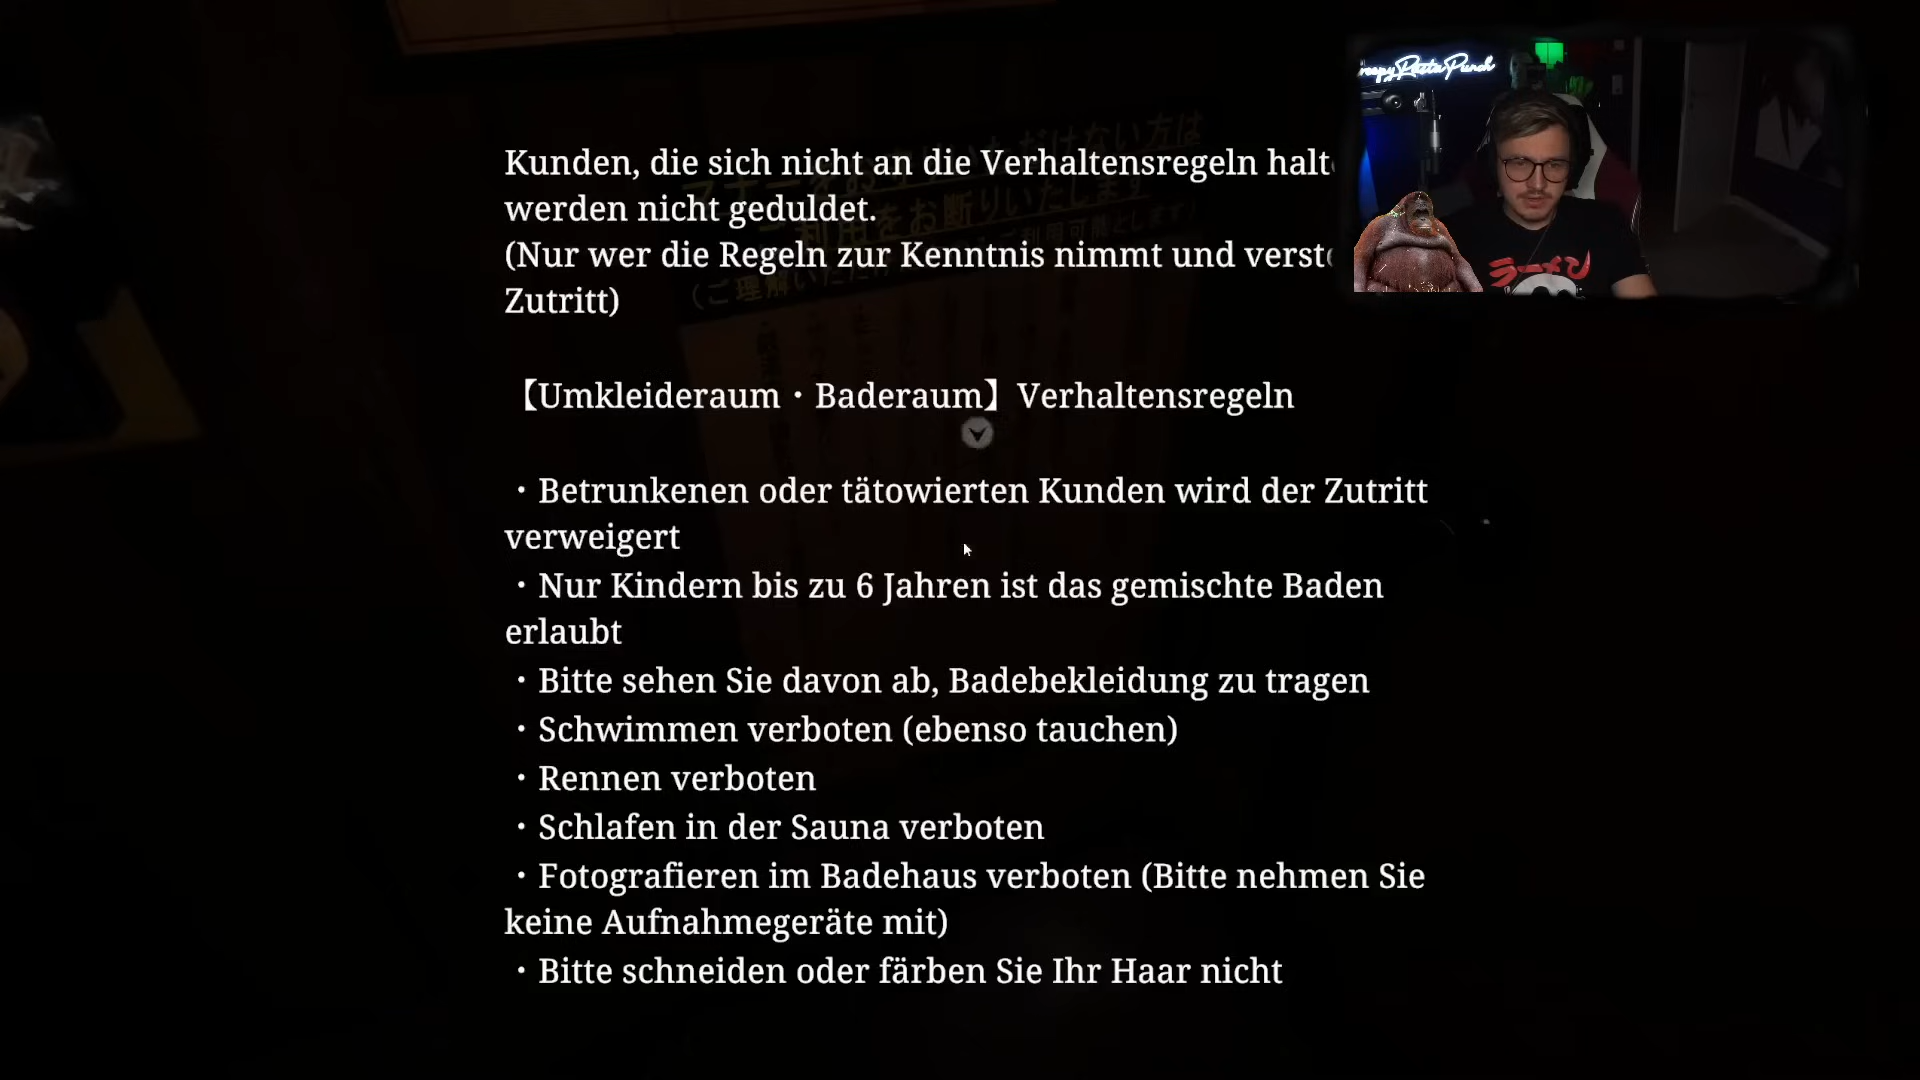 Kunden, die sich nicht an die Verhaltensregeln
werden nicht geduldet.
(Nur wer die Regeln zur Kenntnis nimmt und
Zutritt)
【Umkleideraum・Baderaum】Verhaltensregeln
・Betrunkenen oder tätowierten Kunden wird der Zutritt
verweigert
・Nur Kindern bis zu 6 Jahren ist das gemischte Baden
erlaubt
・Bitte sehen Sie davon ab, Badebekleidung zu tragen
・Schwimmen verboten (ebenso tauchen)
・Rennen verboten
・Schlafen in der Sauna verboten
・Fotografieren im Badehaus verboten (Bitte nehmen Sie
keine Aufnahmegeräte mit)
・Bitte schneiden oder färben Sie Ihr Haar nicht
ラーメン